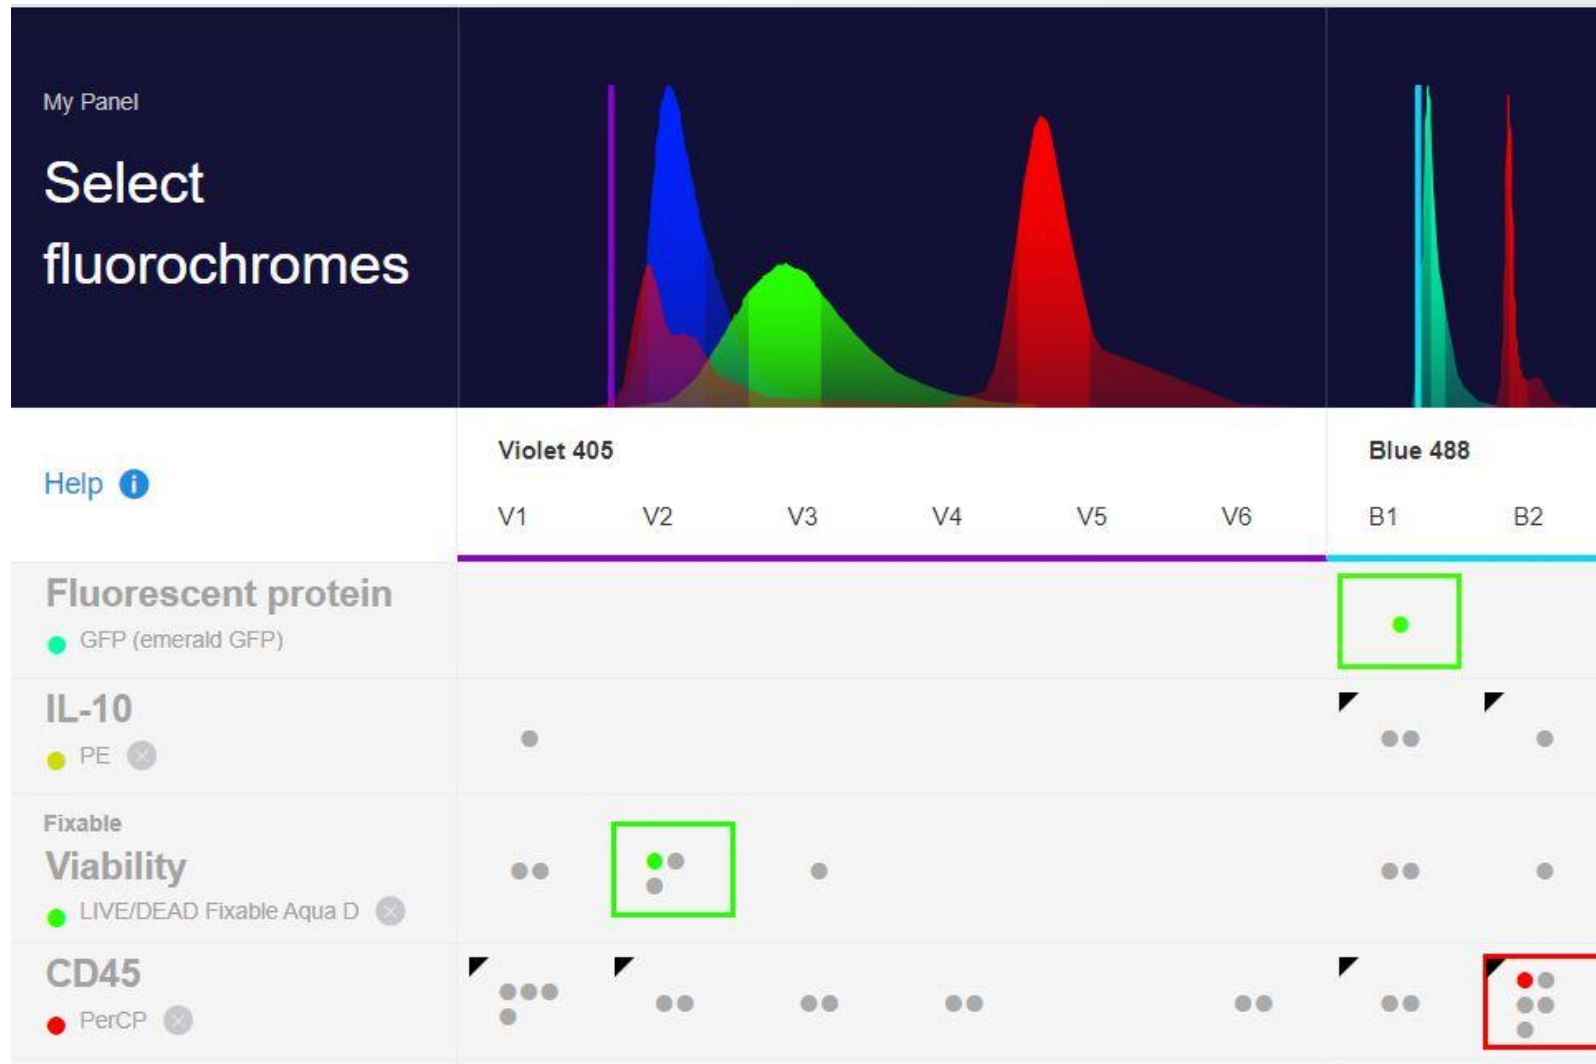 My Panel
Select
fluorochromes
Help i
Violet 405
Blue 488
V1 V2 V3 V4 V5 V6 B1 B2
Fluorescent protein
GFP (emerald GFP)
IL-10
PE
Fixable
Viability
LIVE/DEAD Fixable Aqua D
CD45
PerCP